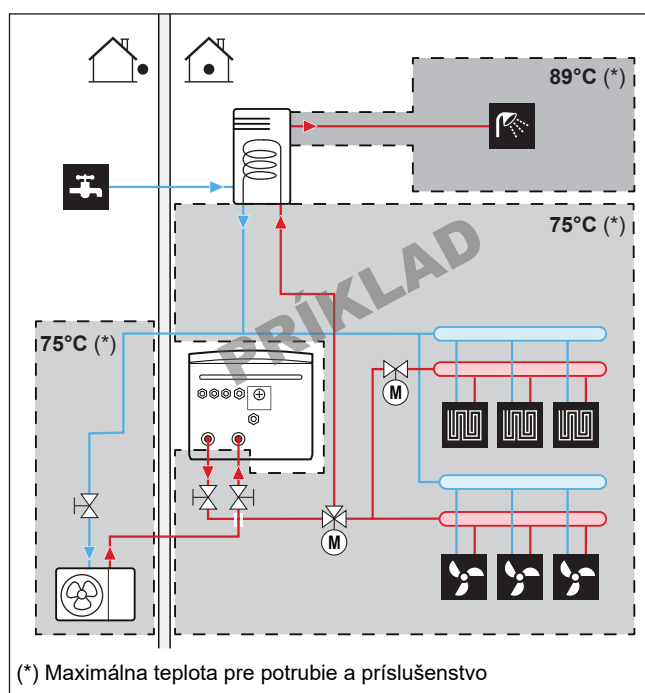 89°C (*)
75°C (*)
PRÍKLAD
75°C (*)
M
M
(*) Maximálna teplota pre potrubie a príslušenstvo